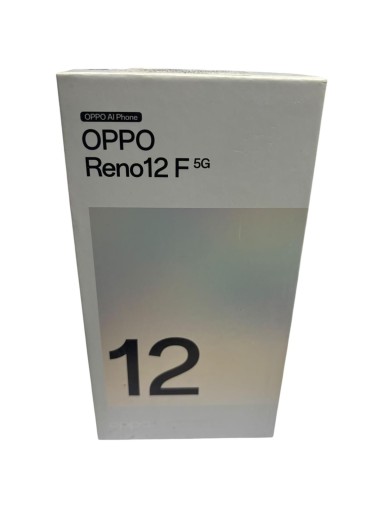 OPPO AI Phone
OPPO
Reno12 F 5G
12